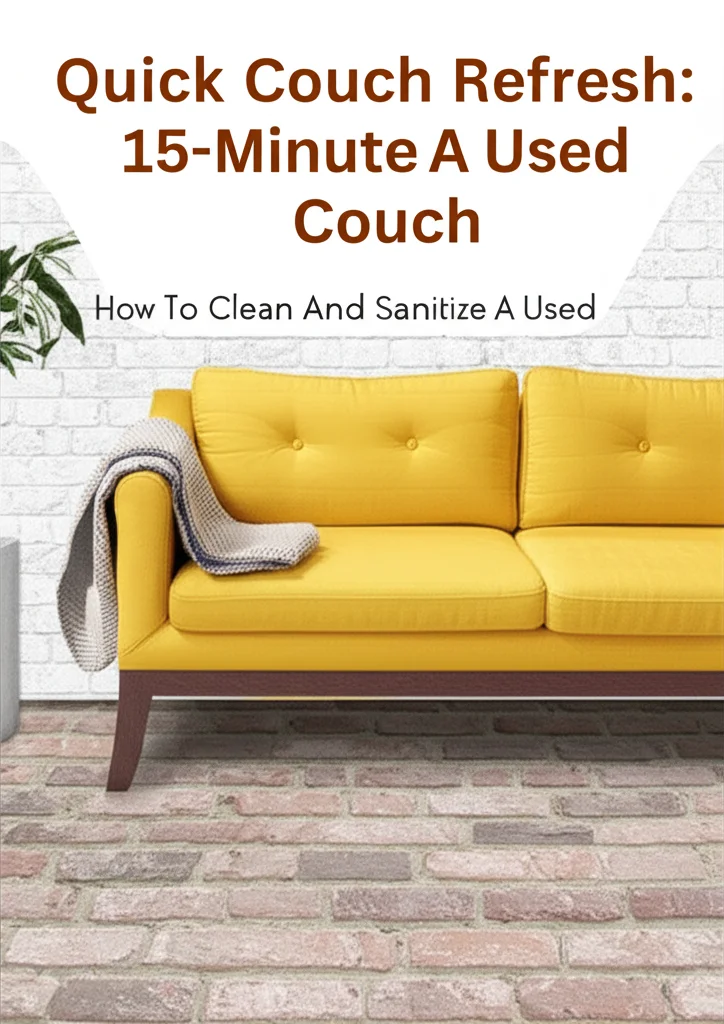 Quick Couch Refresh:
15-Minute A Used
Couch
How To Clean And Sanitize A Used